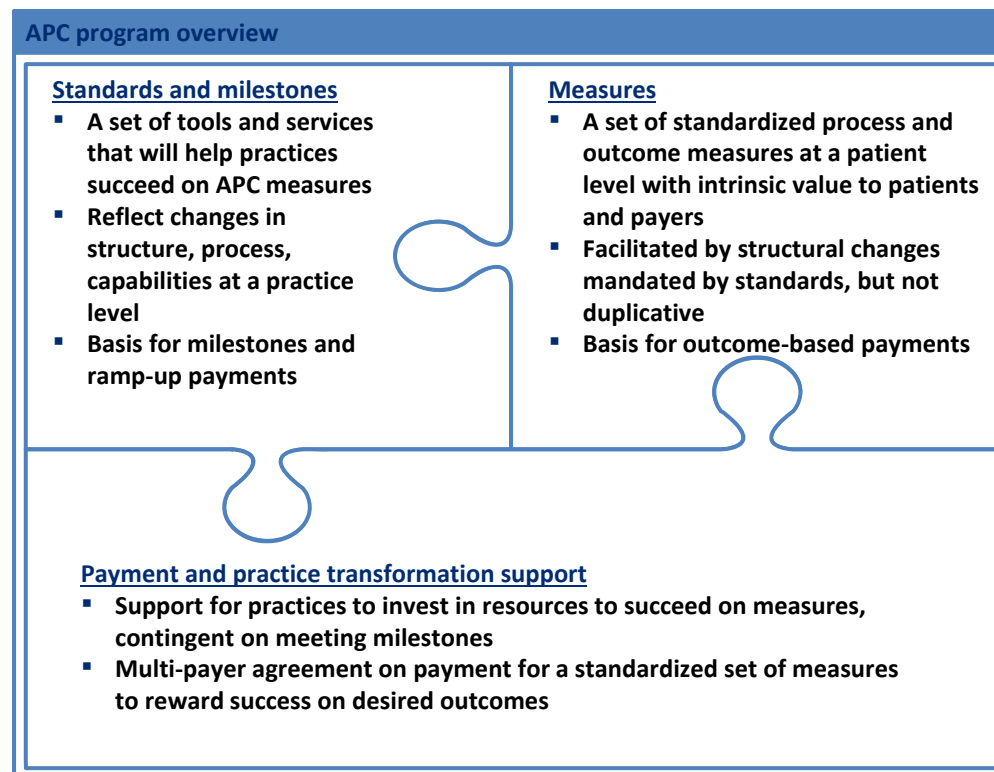 APC program overview
Standards and milestones
▪ A set of tools and services
that will help practices
succeed on APC measures
▪ Reflect changes in
structure, process,
capabilities at a practice
level
▪ Basis for milestones and
ramp-up payments
Measures
▪ A set of standardized process and
outcome measures at a patient
level with intrinsic value to patients
and payers
▪ Facilitated by structural changes
mandated by standards, but not
duplicative
▪ Basis for outcome-based payments
Payment and practice transformation support
▪ Support for practices to invest in resources to succeed on measures,
contingent on meeting milestones
▪ Multi-payer agreement on payment for a standardized set of measures
to reward success on desired outcomes